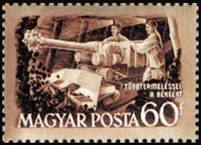 TÖBBTERMELÉSSEL
A BÉKÉÉRT
MAGYAR POSTA 60f